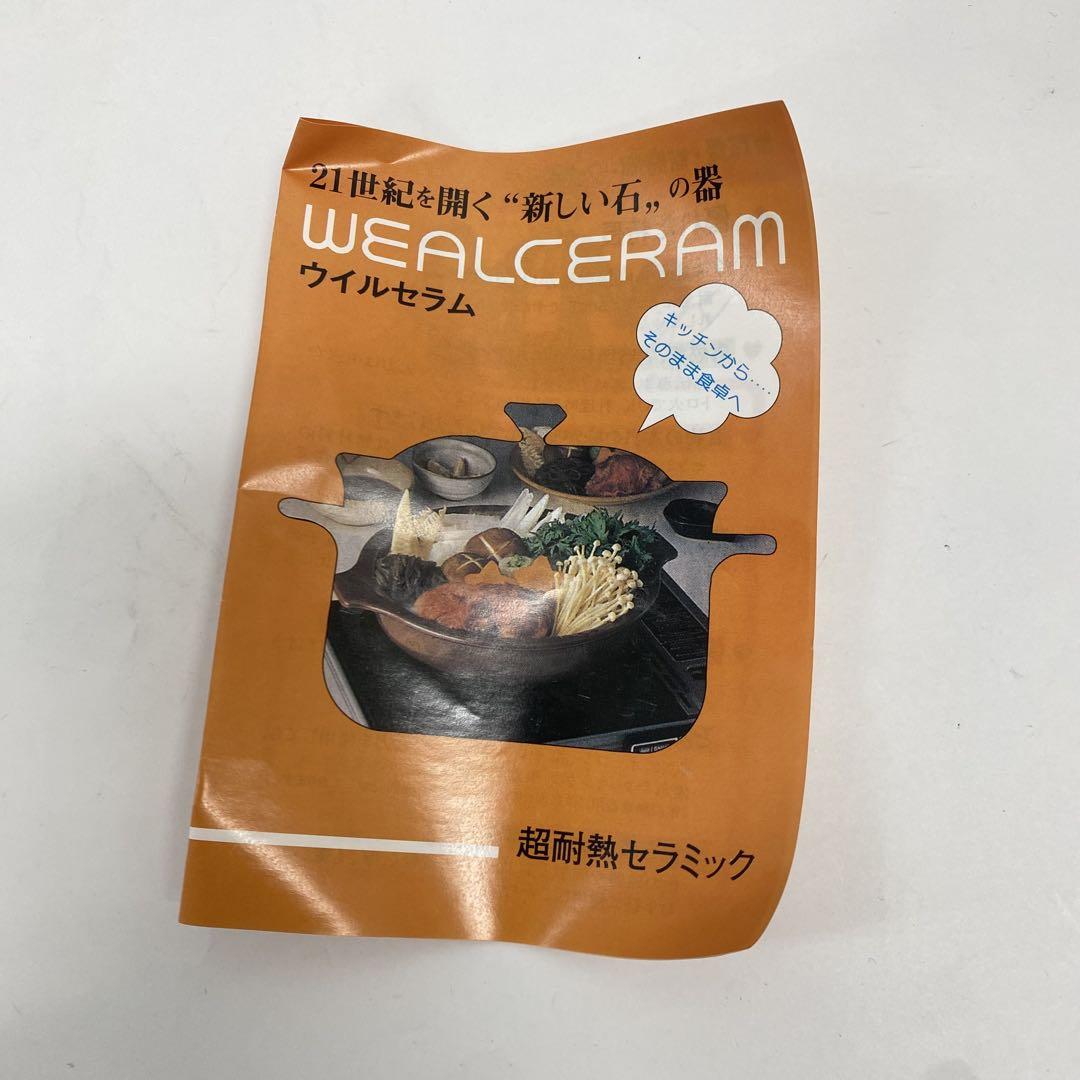 21世紀を開く“新しい石„の器
WEALCERAM
ウイルセラム
キッチンから‥‥
そのまま食卓へ
超耐熱セラミック